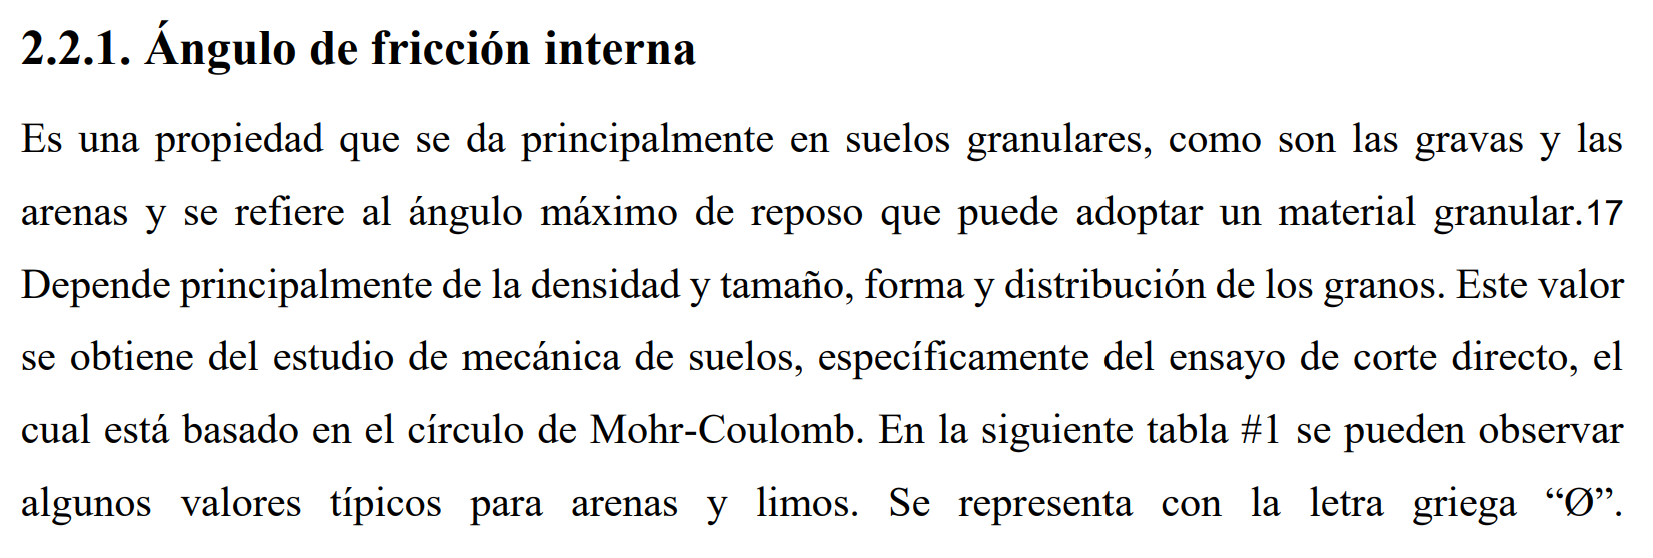 2.2.1. Ángulo de fricción interna
Es una propiedad que se da principalmente en suelos granulares, como son las gravas y las
arenas y se refiere al ángulo máximo de reposo que puede adoptar un material granular.17
Depende principalmente de la densidad y tamaño, forma y distribución de los granos. Este valor
se obtiene del estudio de mecánica de suelos, específicamente del ensayo de corte directo, el
cual está basado en el círculo de Mohr-Coulomb. En la siguiente tabla #1 se pueden observar
algunos valores típicos para arenas y limos. Se representa con la letra griega “Ø”.